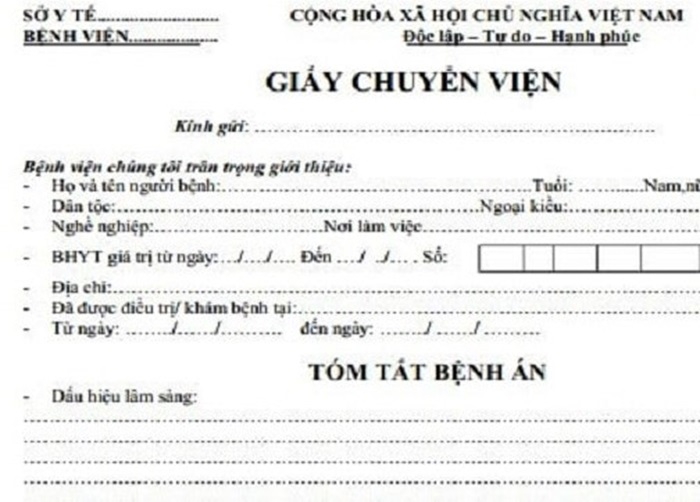 SỞ Y TẾ........................ CỘNG HÒA XÃ HỘI CHỦ NGHĨA VIỆT NAM
BỆNH VIỆN.................. Độc lập – Tự do – Hạnh phúc
GIẤY CHUYỂN VIỆN
Kính gửi: ................................................................................
Bệnh viện chúng tôi trân trọng giới thiệu:
- Họ và tên người bệnh:..............................................................Tuổi: .............Nam,nữ
- Dân tộc:........................................................................Ngoại kiều:..........................
- Nghề nghiệp:..................................Nơi làm việc.......................................................
- BHYT giá trị từ ngày: .../..../.... Đến ..../ ..../.... . Số:
- Địa chỉ:....................................................................................................................
- Đã được điều trị/ khám bệnh tại:................................................................................
- Từ ngày: ........./......../............ đến ngày: ......../......../............
TÓM TẮT BỆNH ÁN
- Dấu hiệu lâm sàng:
................................................................................................................................
................................................................................................................................
................................................................................................................................
................................................................................................................................